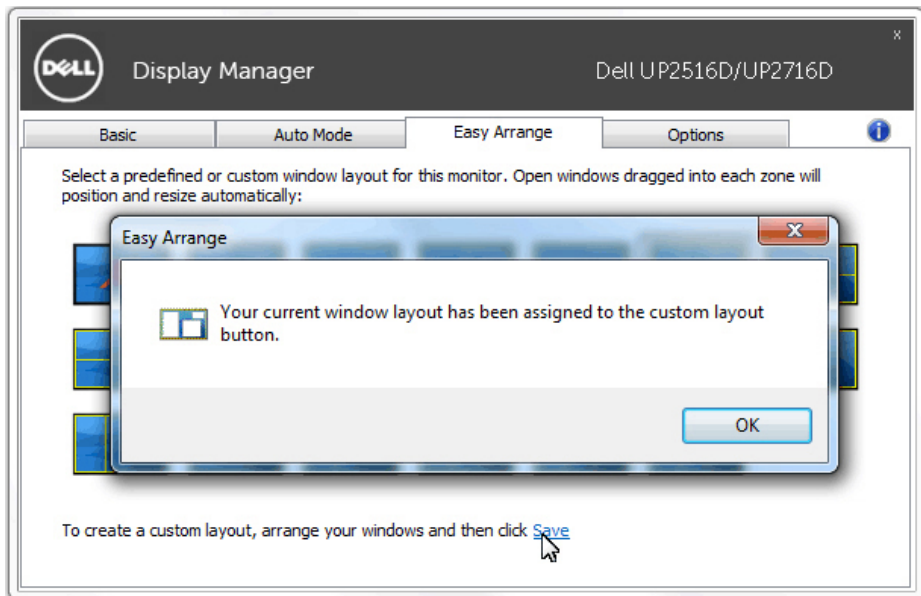 DELL
Display Manager
Dell UP2516D/UP2716D
x
Basic
Auto Mode
Easy Arrange
Options
i
Select a predefined or custom window layout for this monitor. Open windows dragged into each zone will
position and resize automatically:
Easy Arrange
x
Your current window layout has been assigned to the custom layout
button.
OK
To create a custom layout, arrange your windows and then click Save